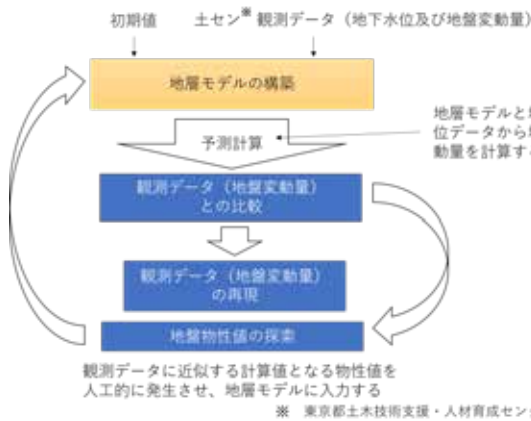 初期値 土セン※ 観測データ（地下水位及び地盤変動量）
地層モデルの構築
予測計算
地層モデルと
位データから
動量を計算す
観測データ（地盤変動量）
との比較
観測データ（地盤変動量）
の再現
地盤物性値の探索
観測データに近似する計算値となる物性値を
人工的に発生させ、地層モデルに入力する
※ 東京都土木技術支援・人材育成セン